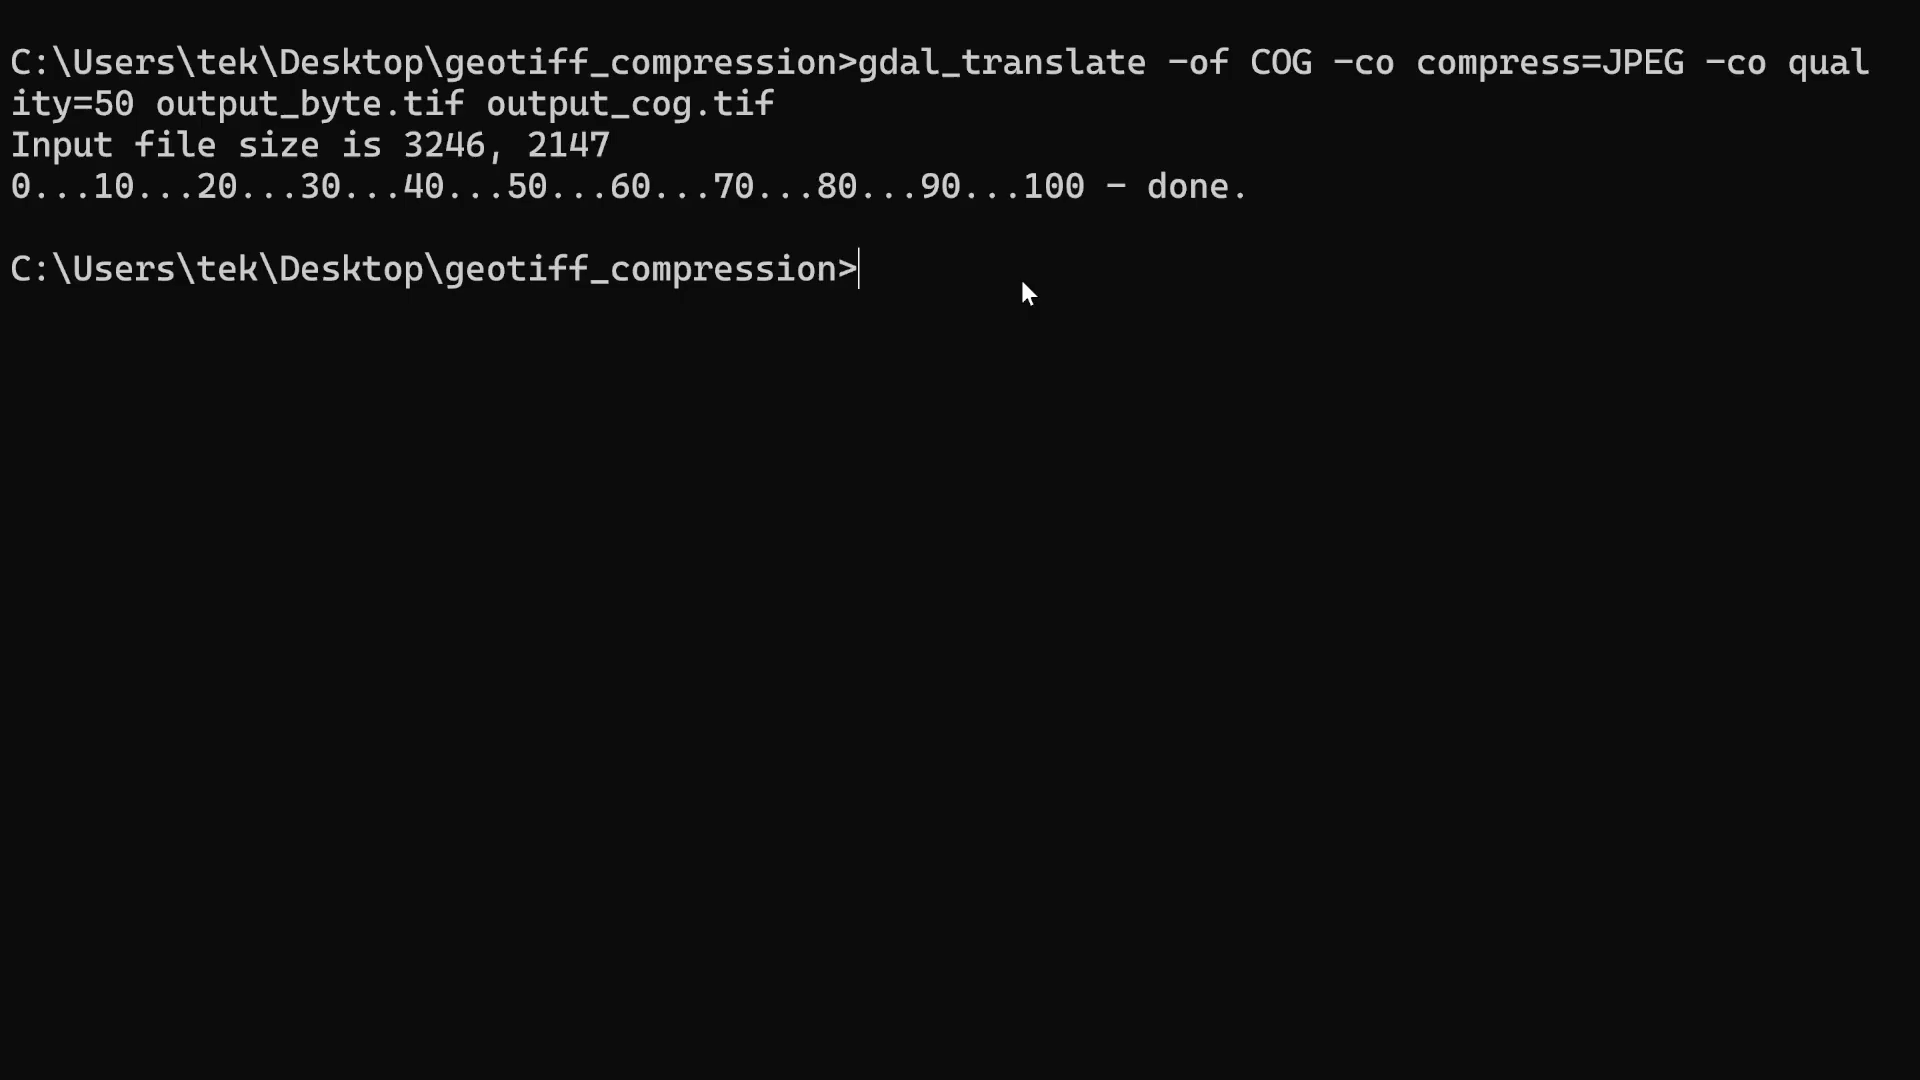 C:\Users\tek\Desktop\geotiff_compression>gdal_translate -of COG -co compress=JPEG -co qual
ity=50 output_byte.tif output_cog.tif
Input file size is 3246, 2147
0...10...20...30...40...50...60...70...80...90...100 - done.
C:\Users\tek\Desktop\geotiff_compression>